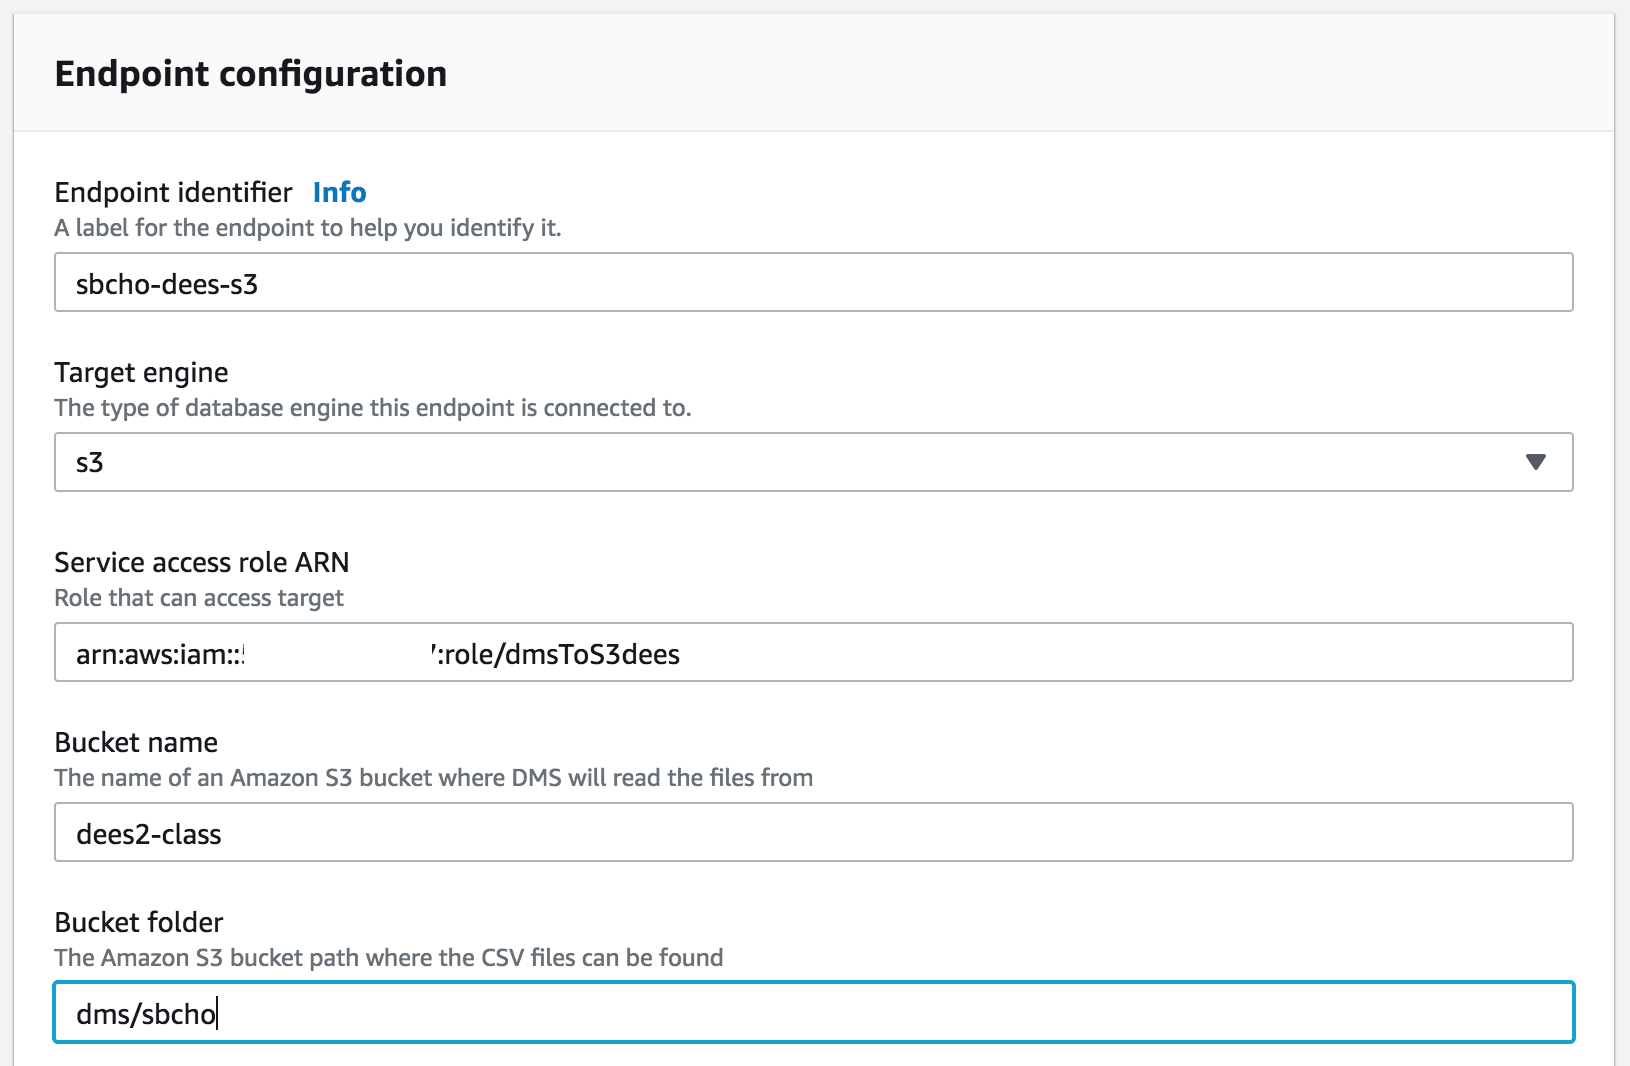 Endpoint configuration
Endpoint identifier Info
A label for the endpoint to help you identify it.
sbcho-dees-s3
Target engine
The type of database engine this endpoint is connected to.
s3
Service access role ARN
Role that can access target
arn:aws:iam:: :role/dmsToS3dees
Bucket name
The name of an Amazon S3 bucket where DMS will read the files from
dees2-class
Bucket folder
The Amazon S3 bucket path where the CSV files can be found
dms/sbcho